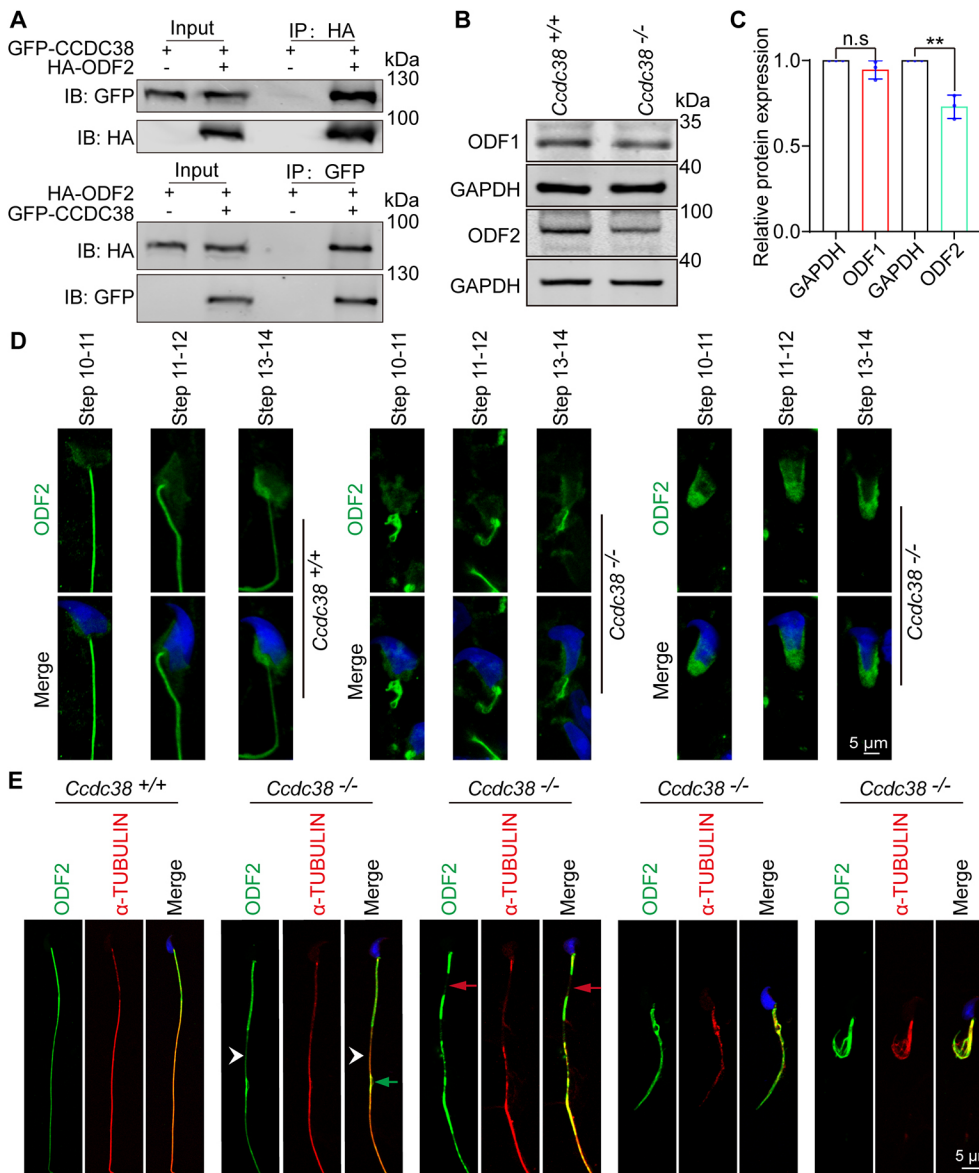 A
Input IP: HA
GFP-CCDC38 + + + +
HA-ODF2 - + - + kDa
130
IB: GFP
100
IB: HA
Input IP: GFP
HA-ODF2 + + + + kDa
GFP-CCDC38 - + - +
100
IB: HA
130
IB: GFP
B
Ccdc38 +/+ Ccdc38 -/-
kDa
35
ODF1
40
GAPDH
100
ODF2
40
GAPDH
C
n.s **
Relative protein expression
1.0
0.5
0.0
GAPDH ODF1 GAPDH ODF2
D
Step 10-11 Step 11-12 Step 13-14 Step 10-11 Step 11-12 Step 13-14 Step 10-11 Step 11-12 Step 13-14
ODF2 ODF2 ODF2
Ccdc38 +/+ Ccdc38 -/- Ccdc38 -/-
Merge Merge Merge
5 μm
E
Ccdc38 +/+ Ccdc38 -/- Ccdc38 -/- Ccdc38 -/- Ccdc38 -/-
ODF2 α-TUBULIN Merge ODF2 α-TUBULIN Merge ODF2 α-TUBULIN Merge ODF2 α-TUBULIN Merge ODF2 α-TUBULIN Merge
5 μ